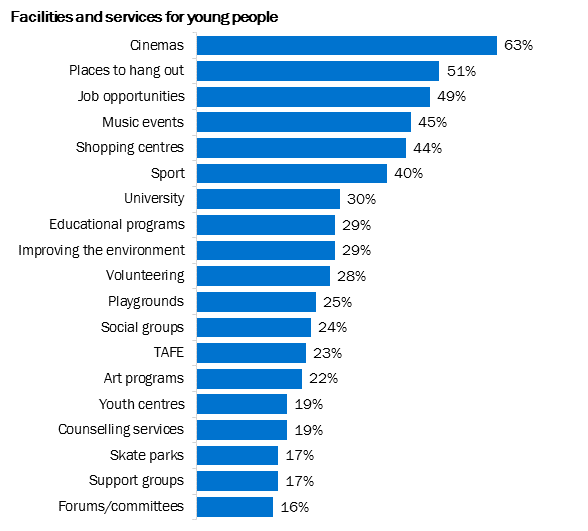 Facilities and services for young people
Cinemas 63%
Places to hang out 51%
Job opportunities 49%
Music events 45%
Shopping centres 44%
Sport 40%
University 30%
Educational programs 29%
Improving the environment 29%
Volunteering 28%
Playgrounds 25%
Social groups 24%
TAFE 23%
Art programs 22%
Youth centres 19%
Counselling services 19%
Skate parks 17%
Support groups 17%
Forums/committees 16%